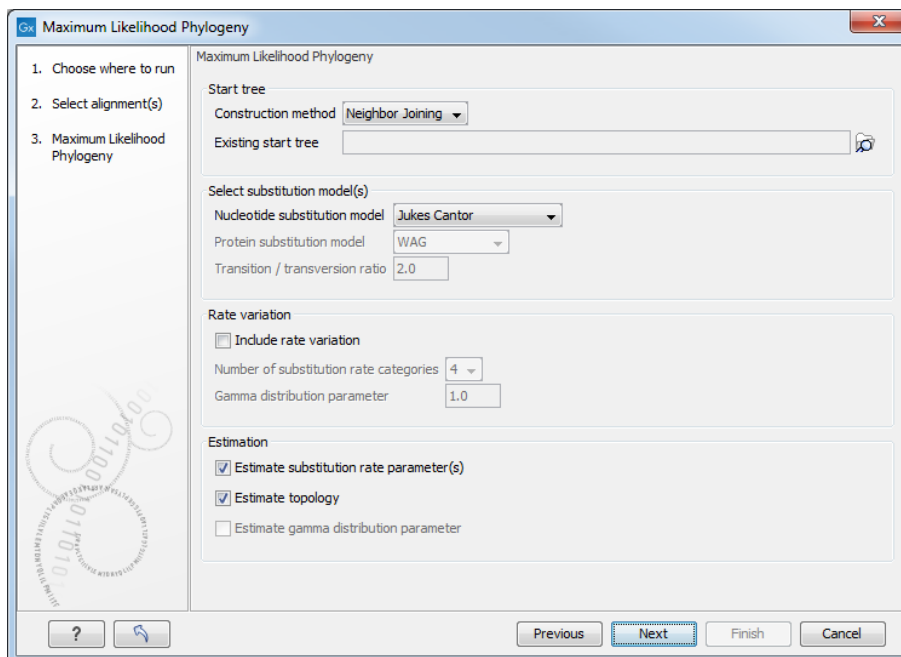 Gx Maximum Likelihood Phylogeny
1. Choose where to run
2. Select alignment(s)
3. Maximum Likelihood
Phylogeny
Maximum Likelihood Phylogeny
Start tree
Construction method Neighbor Joining
Existing start tree
Select substitution model(s)
Nucleotide substitution model Jukes Cantor
Protein substitution model WAG
Transition / transversion ratio 2.0
Rate variation
Include rate variation
Number of substitution rate categories 4
Gamma distribution parameter 1.0
Estimation
Estimate substitution rate parameter(s)
Estimate topology
Estimate gamma distribution parameter
? Previous Next Finish Cancel